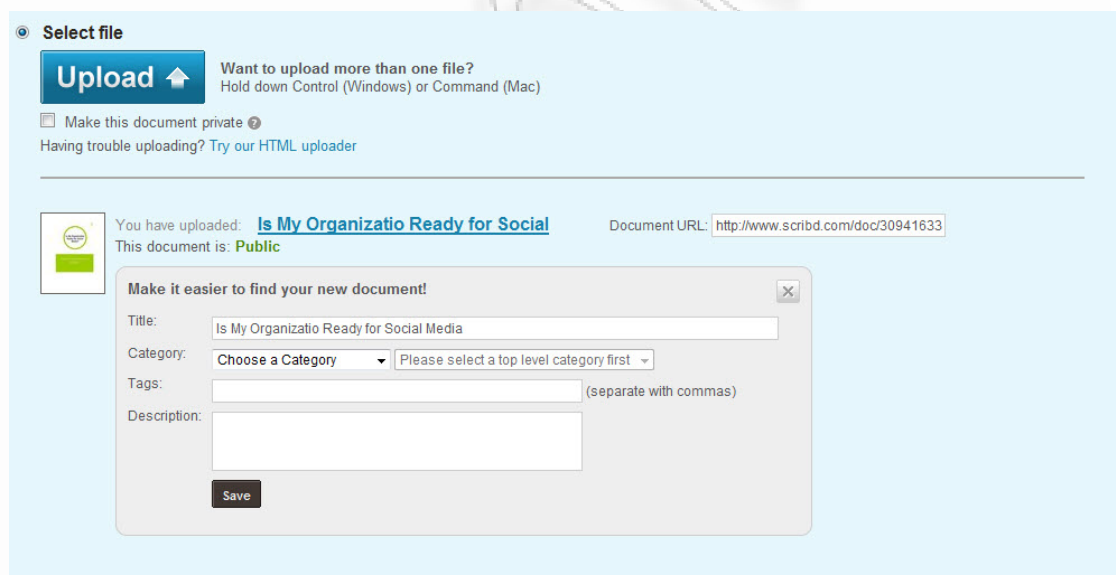 Select file
Upload
Want to upload more than one file?
Hold down Control (Windows) or Command (Mac)
Make this document private ?
Having trouble uploading? Try our HTML uploader
You have uploaded: Is My Organizatio Ready for Social Document URL: http://www.scribd.com/doc/30941633
This document is: Public
Make it easier to find your new document!
Title: Is My Organizatio Ready for Social Media
Category: Choose a Category Please select a top level category first
Tags: (separate with commas)
Description:
Save